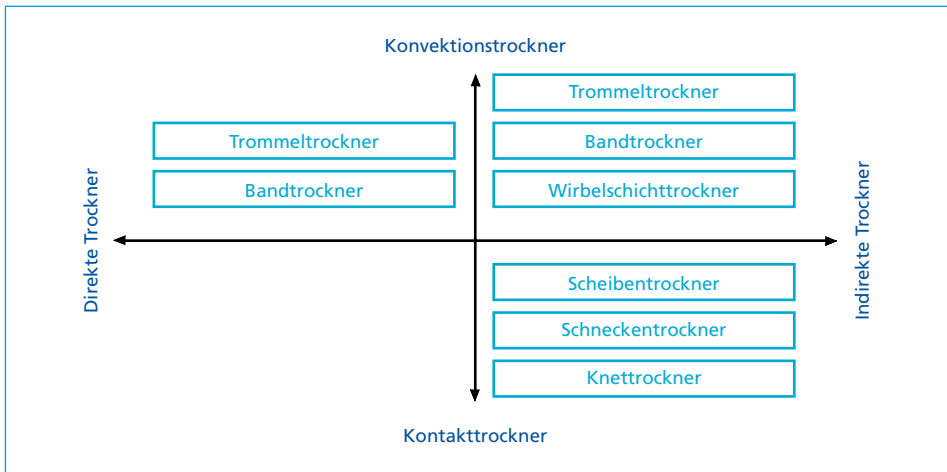 Konvektionstrockner
Trommeltrockner
Trommeltrockner
Bandtrockner
Bandtrockner
Wirbelschichttrockner
Direkte Trockner
Indirekte Trockner
Scheibentrockner
Schneckentrockner
Knettrockner
Kontakttrockner